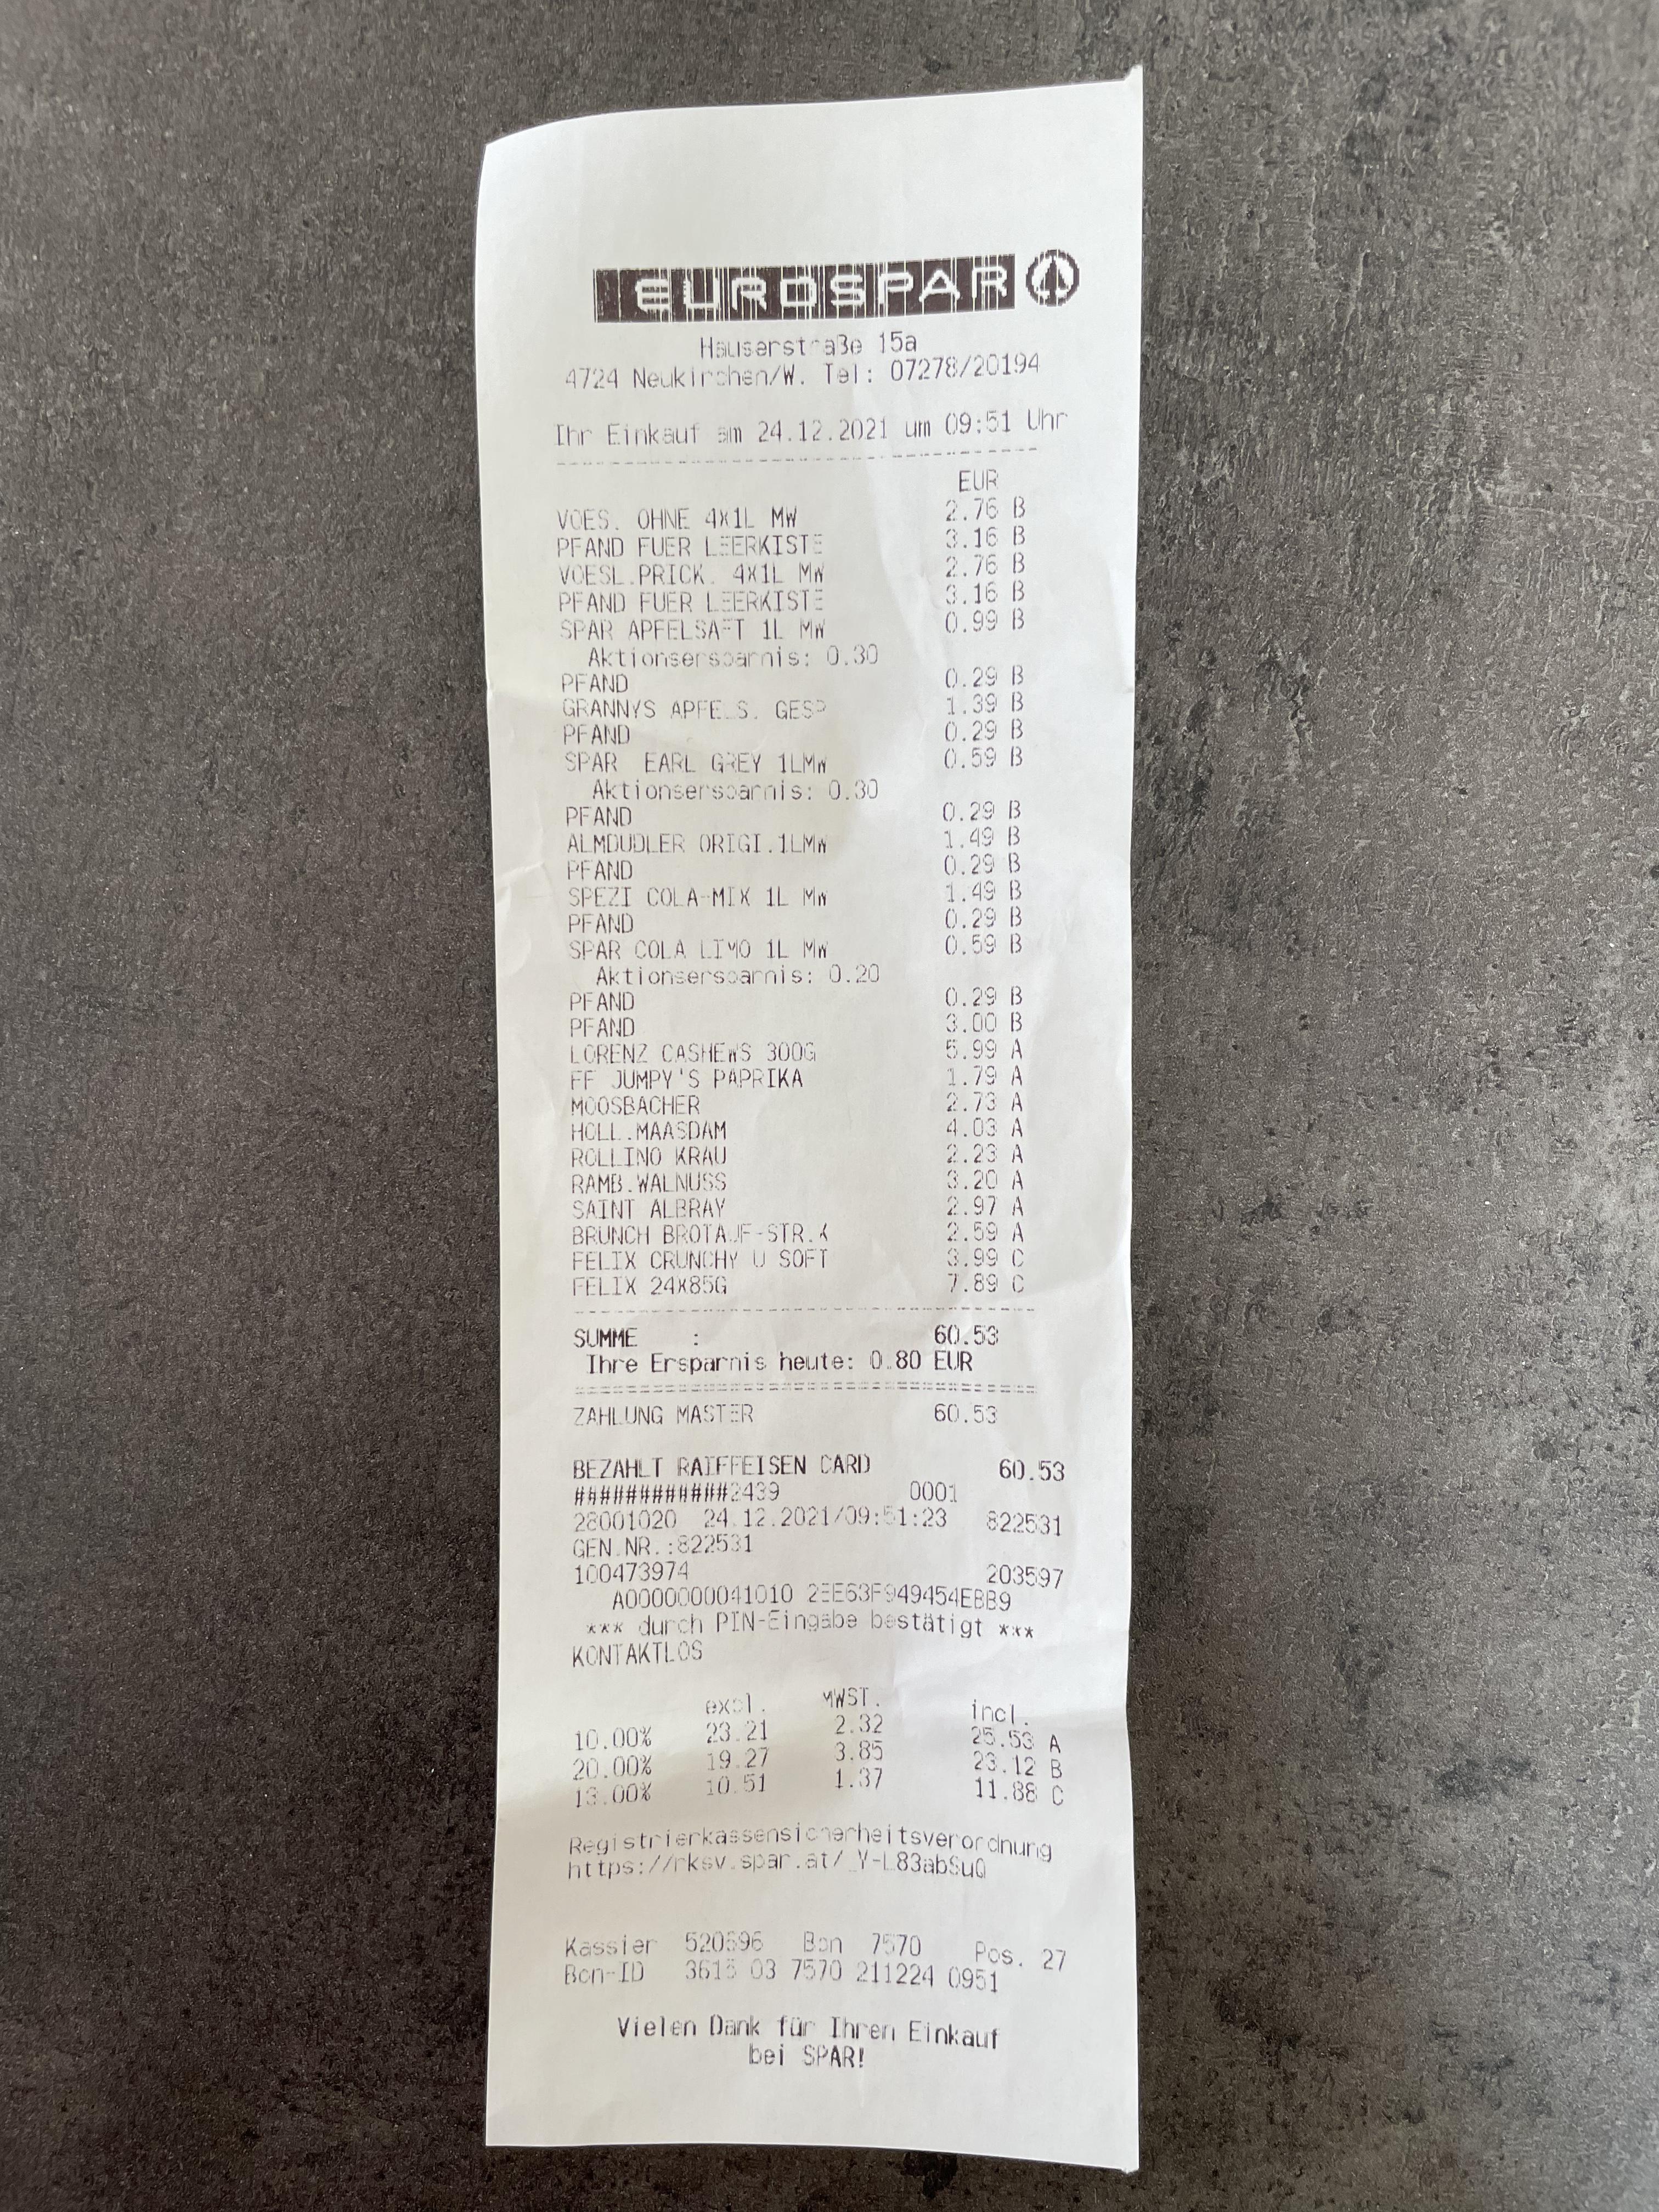 EUROSPAR
Hauserstraße 15a
4724 Neukirchen/W. Tel: 07278/20194
Ihr Einkauf am 24.12.2021 um 09:51 Uhr
EUR
VOES. OHNE 4X1L MW 2.76 B
PFAND FUER LEERKISTE 3.16 B
VOESL.PRICK. 4X1L MW 2.76 B
PFAND FUER LEERKISTE 3.16 B
SPAR APFELSAFT 1L MW 0.99 B
Aktionsersparnis: 0.30
PFAND 0.29 B
GRANNYS APFELS. GESP 1.39 B
PFAND 0.29 B
SPAR EARL GREY 1LMW 0.59 B
Aktionsersparnis: 0.30
PFAND 0.29 B
ALMDUDLER ORIGI.1LMW 1.49 B
PFAND 0.29 B
SPEZI COLA-MIX 1L MW 1.49 B
PFAND 0.29 B
SPAR COLA LIMO 1L MW 0.59 B
Aktionsersparnis: 0.20
PFAND 0.29 B
PFAND 3.00 B
LORENZ CASHEWS 300G 5.99 A
FF JUMPY'S PAPRIKA 1.79 A
MOOSBACHER 2.73 A
HOLL.MAASDAM 4.03 A
ROLLINO KRAU 2.23 A
RAMB.WALNUSS 3.20 A
SAINT ALBRAY 2.97 A
BRUNCH BROTAUF-STR.K 2.59 A
FELIX CRUNCHY U SOFT 3.99 C
FELIX 24X85G 7.89 C
SUMME : 60.53
Ihre Ersparnis heute: 0.80 EUR
ZAHLUNG MASTER 60.53
BEZAHLT RAIFFEISEN CARD 60.53
############2439 0001
28001020 24.12.2021/09:51:23 822531
GEN.NR.:822531
100473974 203597
A0000000041010 2EE63F949454EBB9
*** durch PIN-Eingabe bestätigt ***
KONTAKTLOS
excl. MWST. incl.
10.00% 23.21 2.32 25.53 A
20.00% 19.27 3.85 23.12 B
13.00% 10.51 1.37 11.88 C
Registrierkassensicherheitsverordnung
https://rksv.spar.at/_Y-L83abSuQ
Kassier 520696 Bon 7570 Pos. 27
Bon-ID 3615 03 7570 211224 0951
Vielen Dank für Ihren Einkauf
bei SPAR!